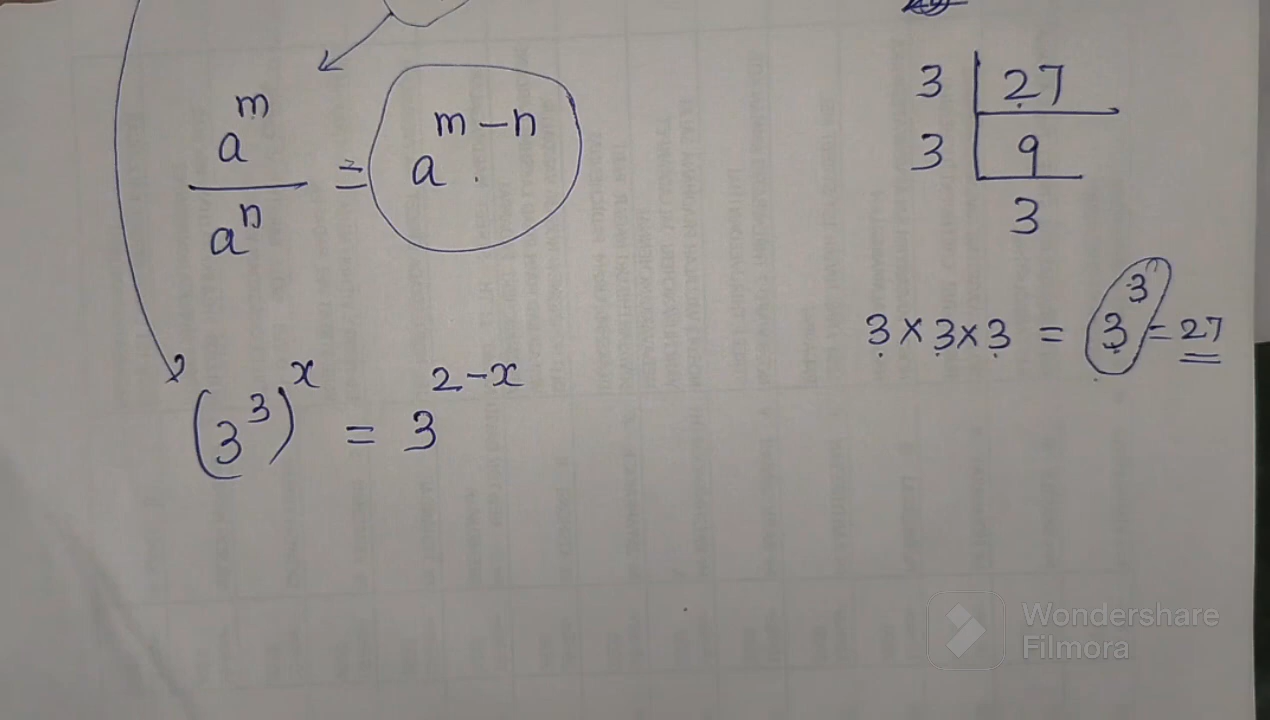 a^m / a^n = a^(m-n)
3 | 27
3 | 9
3
3 × 3 × 3 = 3^3 = 27
(3^3)^x = 3^(2-x)
Wondershare
Filmora